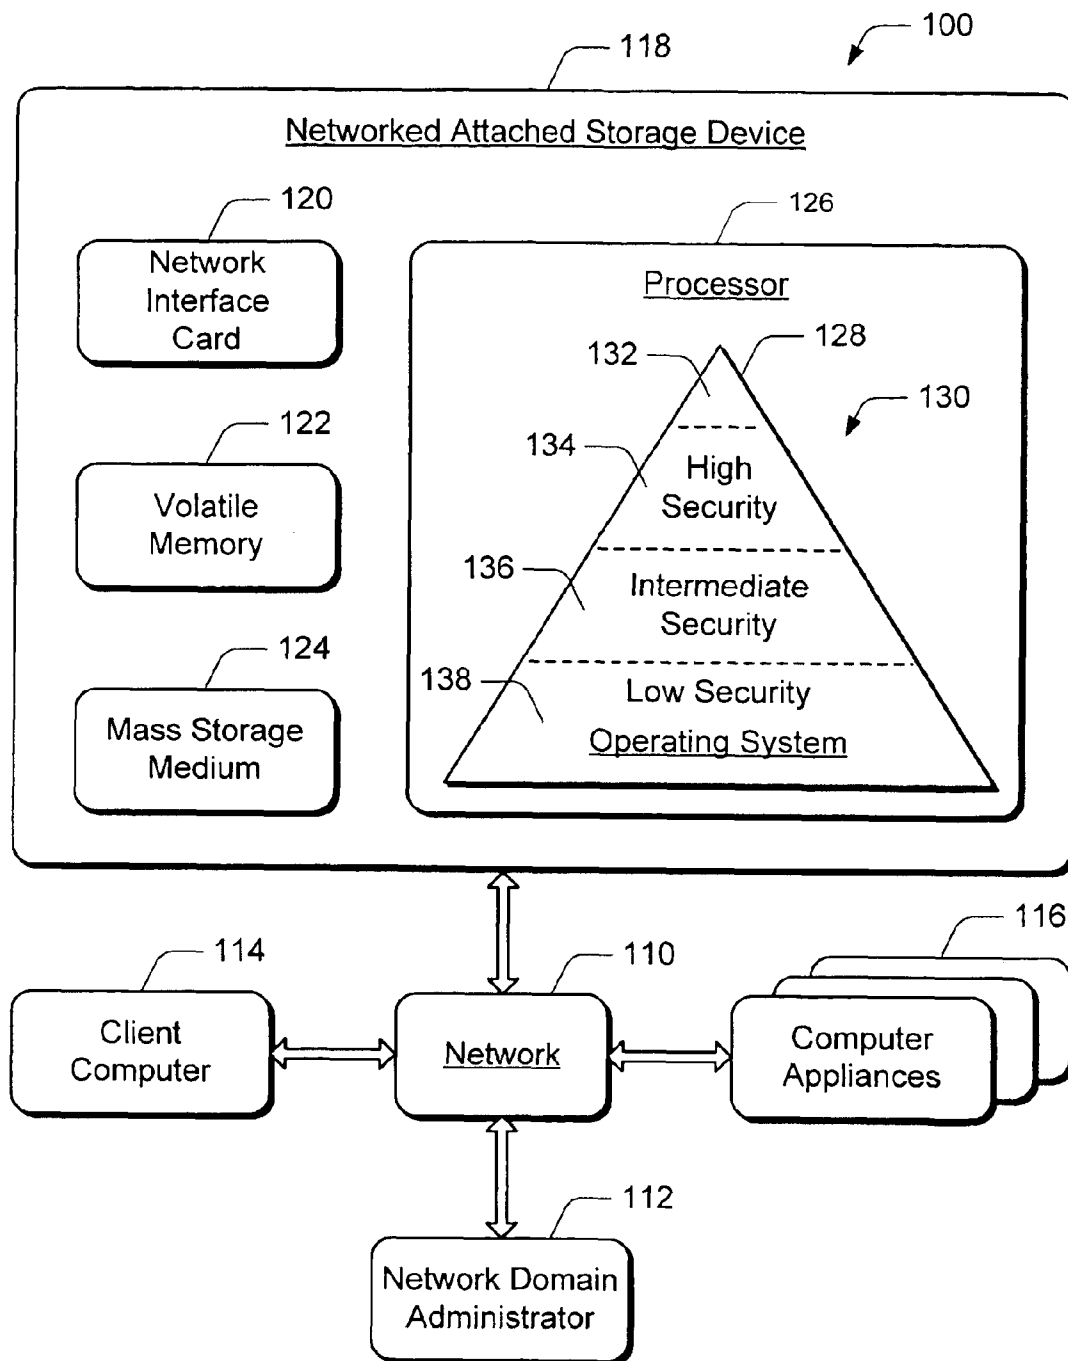 100
118
Networked Attached Storage Device
120
Network
Interface
Card
126
Processor
132
128
130
122
Volatile
Memory
134
High
Security
136
Intermediate
Security
124
Mass Storage
Medium
138
Low Security
Operating System
114
Client
Computer
110
Network
116
Computer
Appliances
112
Network Domain
Administrator